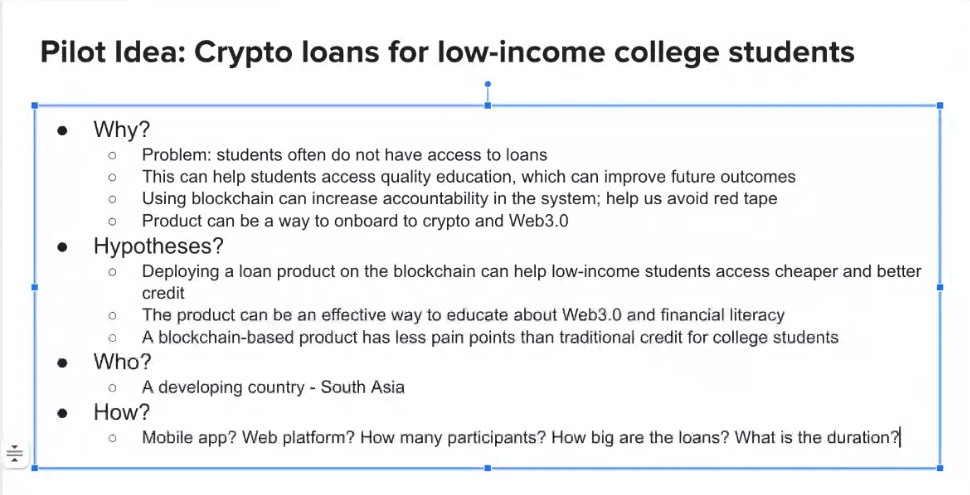 Pilot Idea: Crypto loans for low-income college students
● Why?
○ Problem: students often do not have access to loans
○ This can help students access quality education, which can improve future outcomes
○ Using blockchain can increase accountability in the system; help us avoid red tape
○ Product can be a way to onboard to crypto and Web3.0
● Hypotheses?
○ Deploying a loan product on the blockchain can help low-income students access cheaper and better
credit
○ The product can be an effective way to educate about Web3.0 and financial literacy
○ A blockchain-based product has less pain points than traditional credit for college students
● Who?
○ A developing country - South Asia
● How?
○ Mobile app? Web platform? How many participants? How big are the loans? What is the duration?